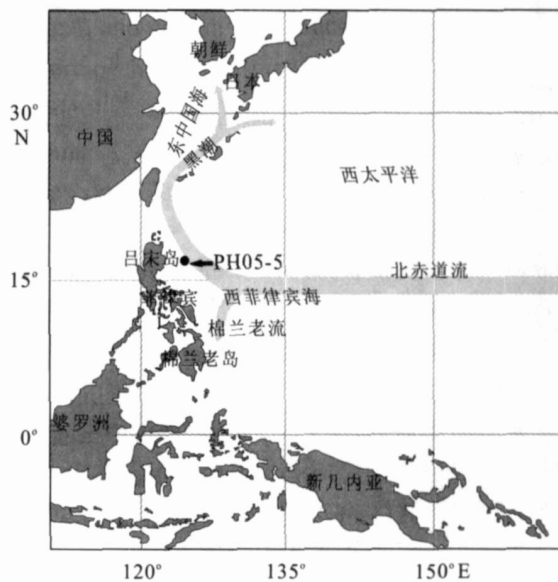 朝鲜
日本
30°
N
中国
东中国海
黑潮
西太平洋
吕宋岛
PH05-5
北赤道流
15°
菲律宾
西菲律宾海
棉兰老流
棉兰老岛
婆罗洲
0°
新几内亚
120°
135°
150°E